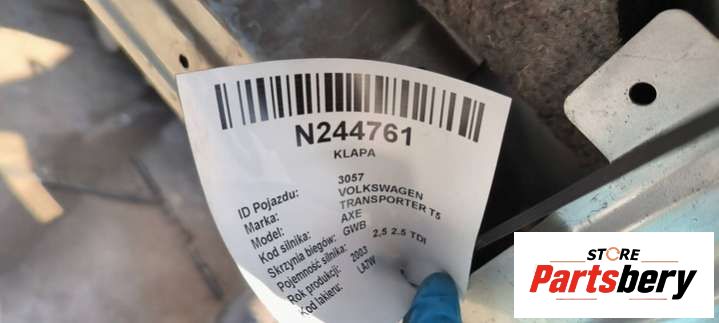 N244761
KLAPA
ID Pojazdu: 3057
Marka: VOLKSWAGEN
Model: TRANSPORTER T5
Kod silnika: AXE
Skrzynia biegów: GWB
Pojemność silnika: 2,5 2.5 TDI
Rok produkcji: 2003
Kod lakieru: LA7W
STORE
Partsbery